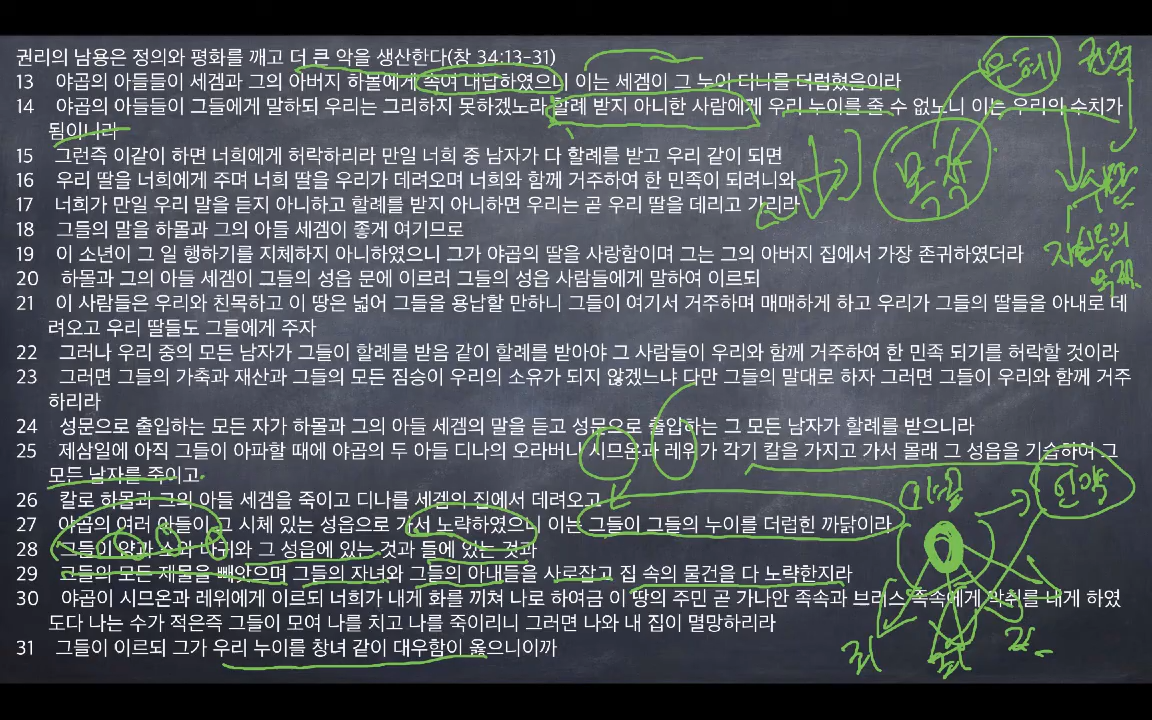 권리의 남용은 정의와 평화를 깨고 더 큰 악을 생산한다(창 34:13-31)
13 야곱의 아들들이 세겜과 그의 아버지 하몰에게 속여 대답하였으니 이는 세겜이 그 누이 디나를 더럽혔음이라
14 야곱의 아들들이 그들에게 말하되 우리는 그리하지 못하겠노라 할례 받지 아니한 사람에게 우리 누이를 줄 수 없노니 이는 우리의 수치가
됨이니라
15 그런즉 이같이 하면 너희에게 허락하리라 만일 너희 중 남자가 다 할례를 받고 우리 같이 되면
16 우리 딸을 너희에게 주며 너희 딸을 우리가 데려오며 너희와 함께 거주하여 한 민족이 되려니와
17 너희가 만일 우리 말을 듣지 아니하고 할례를 받지 아니하면 우리는 곧 우리 딸을 데리고 가리라
18 그들의 말을 하몰과 그의 아들 세겜이 좋게 여기므로
19 이 소년이 그 일 행하기를 지체하지 아니하였으니 그가 야곱의 딸을 사랑함이며 그는 그의 아버지 집에서 가장 존귀하였더라
20 하몰과 그의 아들 세겜이 그들의 성읍 문에 이르러 그들의 성읍 사람들에게 말하여 이르되
21 이 사람들은 우리와 친목하고 이 땅은 넓어 그들을 용납할 만하니 그들이 여기서 거주하며 매매하게 하고 우리가 그들의 딸들을 아내로 데
려오고 우리 딸들도 그들에게 주자
22 그러나 우리 중의 모든 남자가 그들이 할례를 받음 같이 할례를 받아야 그 사람들이 우리와 함께 거주하여 한 민족 되기를 허락할 것이라
23 그러면 그들의 가축과 재산과 그들의 모든 짐승이 우리의 소유가 되지 않겠느냐 다만 그들의 말대로 하자 그러면 그들이 우리와 함께 거주
하리라
24 성문으로 출입하는 모든 자가 하몰과 그의 아들 세겜의 말을 듣고 성문으로 출입하는 그 모든 남자가 할례를 받으니라
25 제삼일에 아직 그들이 아파할 때에 야곱의 두 아들 디나의 오라버니 시므온과 레위가 각기 칼을 가지고 가서 몰래 그 성읍을 기습하여 그
모든 남자를 죽이고
26 칼로 하몰과 그의 아들 세겜을 죽이고 디나를 세겜의 집에서 데려오고
27 야곱의 여러 아들이 그 시체 있는 성읍으로 가서 노략하였으니 이는 그들이 그들의 누이를 더럽힌 까닭이라
28 그들이 양과 소와 나귀와 그 성읍에 있는 것과 들에 있는 것과
29 그들의 모든 재물을 빼앗으며 그들의 자녀와 그들의 아내들을 사로잡고 집 속의 물건을 다 노략한지라
30 야곱이 시므온과 레위에게 이르되 너희가 내게 화를 끼쳐 나로 하여금 이 땅의 주민 곧 가나안 족속과 브리스 족속에게 악취를 내게 하였
도다 나는 수가 적은즉 그들이 모여 나를 치고 나를 죽이리니 그러면 나와 내 집이 멸망하리라
31 그들이 이르되 그가 우리 누이를 창녀 같이 대우함이 옳으니이까
은혜
목적
수단
자신의
언약